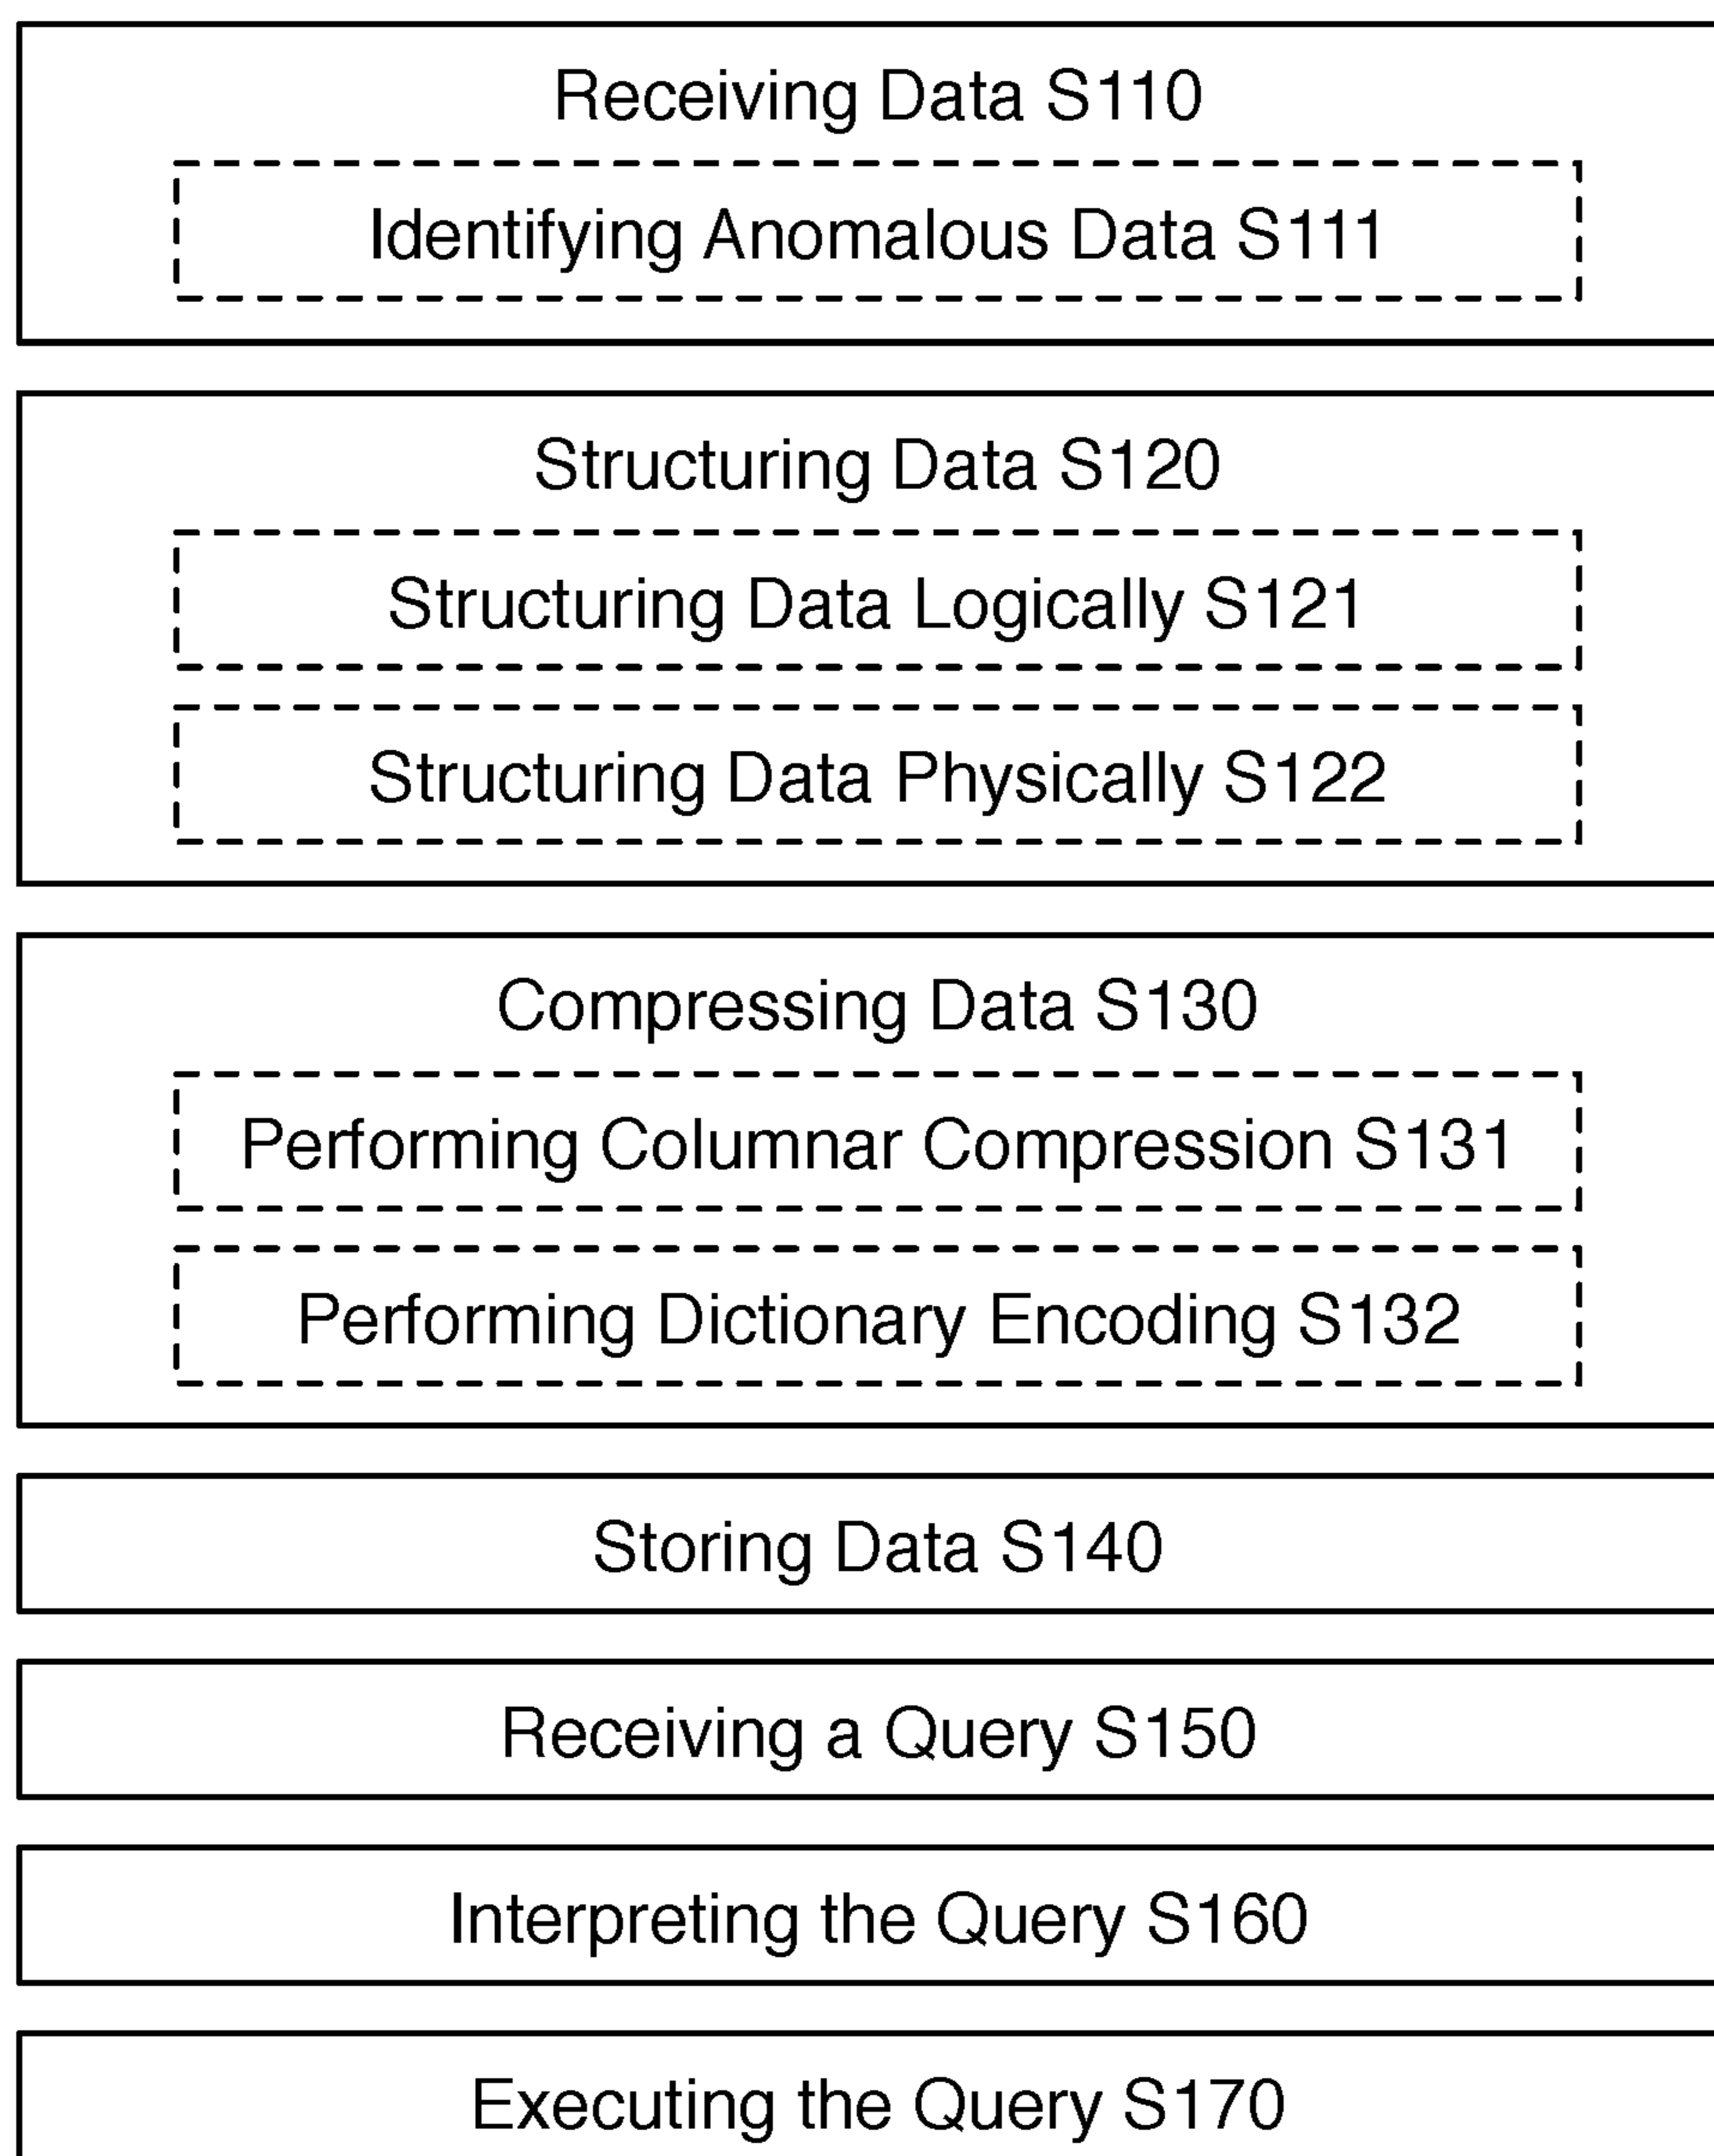 Receiving Data S110
Identifying Anomalous Data S111
Structuring Data S120
Structuring Data Logically S121
Structuring Data Physically S122
Compressing Data S130
Performing Columnar Compression S131
Performing Dictionary Encoding S132
Storing Data S140
Receiving a Query S150
Interpreting the Query S160
Executing the Query S170